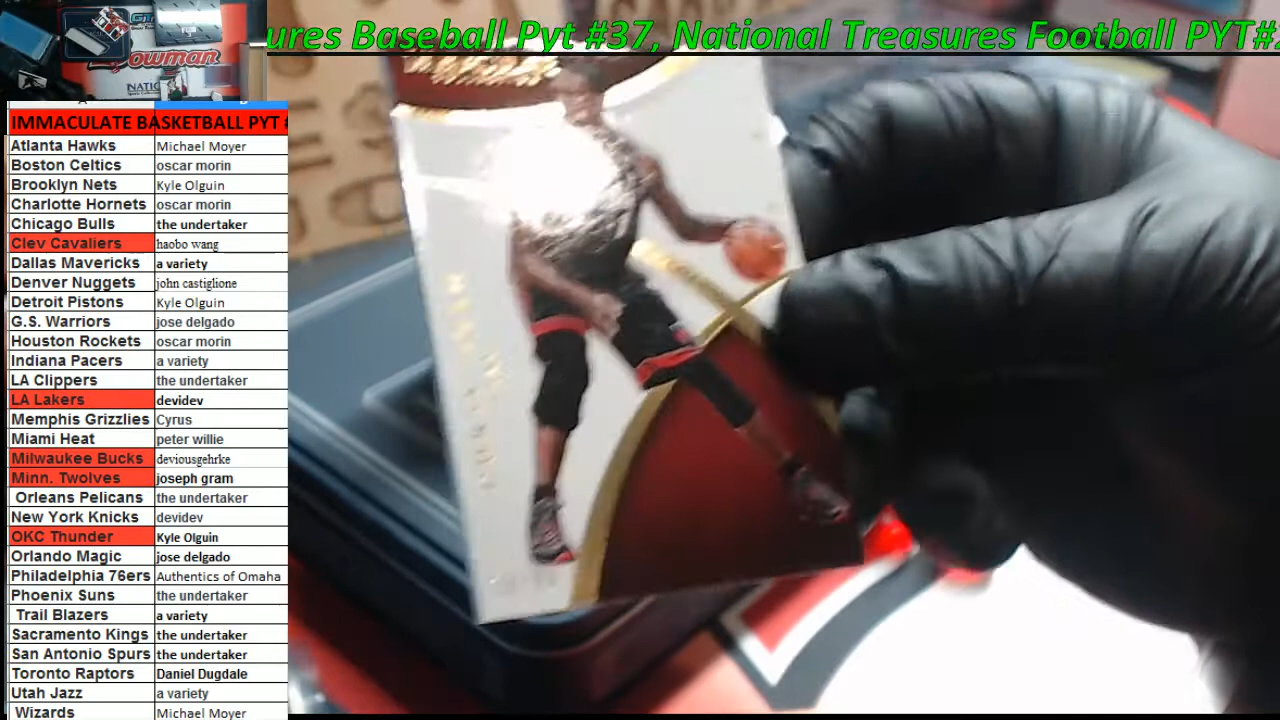 ures Baseball Pyt #37, National Treasures Football PYT#
Bowman
IMMACULATE BASKETBALL PYT #
Atlanta Hawks Michael Moyer
Boston Celtics oscar morin
Brooklyn Nets Kyle Olguin
Charlotte Hornets oscar morin
Chicago Bulls the undertaker
Clev Cavaliers haobo wang
Dallas Mavericks a variety
Denver Nuggets john castiglione
Detroit Pistons Kyle Olguin
G.S. Warriors jose delgado
Houston Rockets oscar morin
Indiana Pacers a variety
LA Clippers the undertaker
LA Lakers devidev
Memphis Grizzlies Cyrus
Miami Heat peter willie
Milwaukee Bucks deviousgehrke
Minn. Twolves joseph gram
Orleans Pelicans the undertaker
New York Knicks devidev
OKC Thunder Kyle Olguin
Orlando Magic jose delgado
Philadelphia 76ers Authentics of Omaha
Phoenix Suns the undertaker
Trail Blazers a variety
Sacramento Kings the undertaker
San Antonio Spurs the undertaker
Toronto Raptors Daniel Dugdale
Utah Jazz a variety
Wizards Michael Moyer